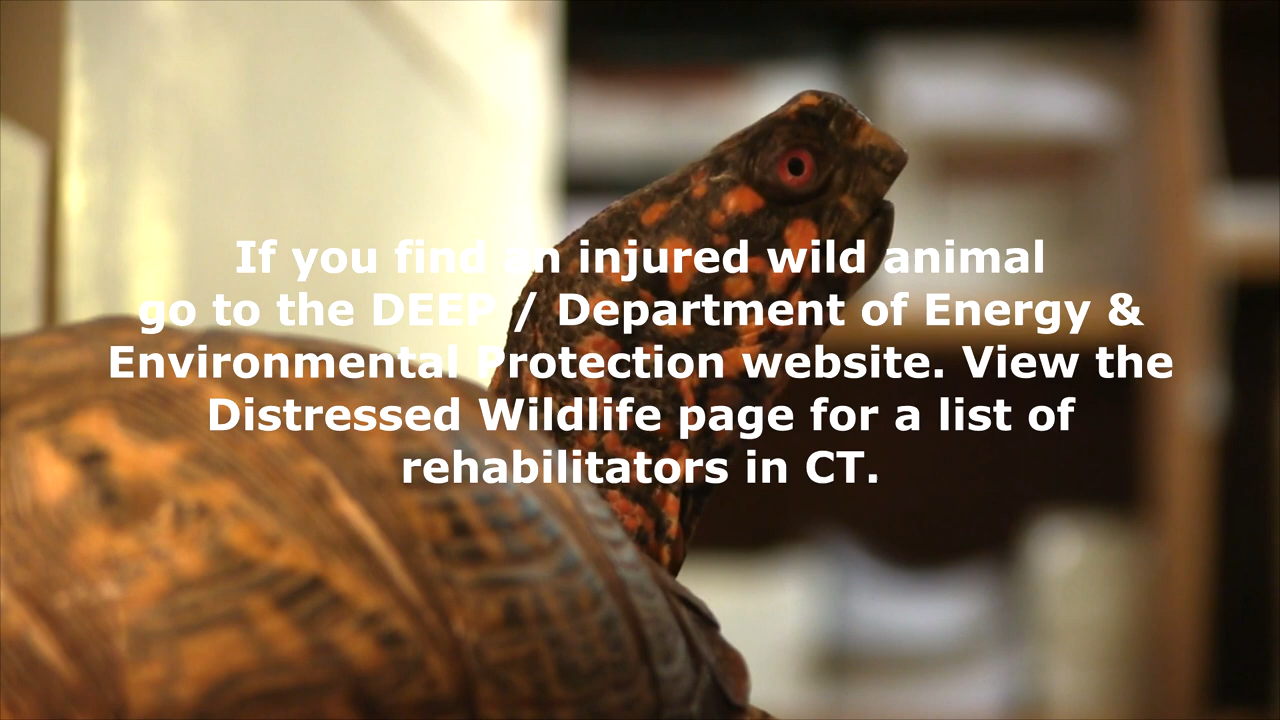 If you find an injured wild animal
go to the DEEP / Department of Energy &
Environmental Protection website. View the
Distressed Wildlife page for a list of
rehabilitators in CT.